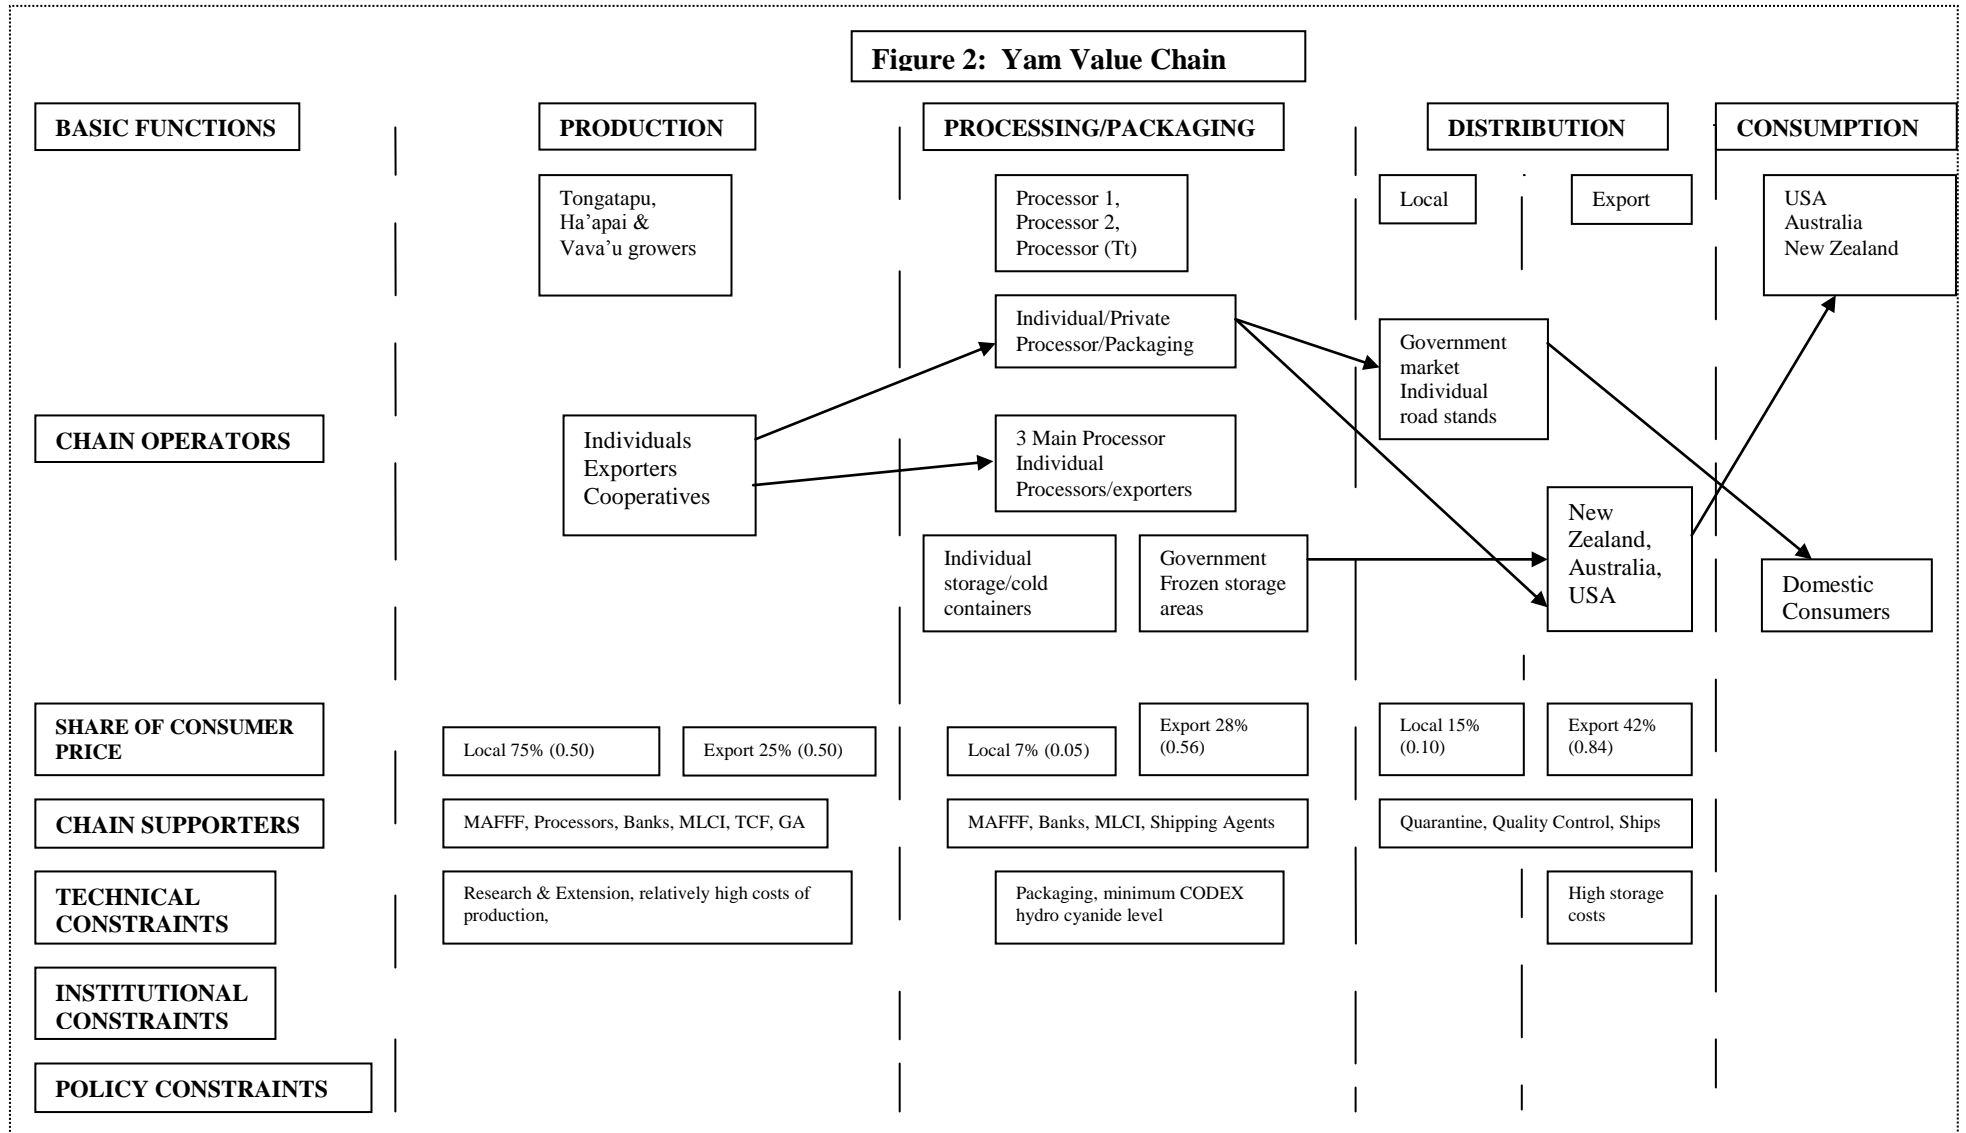 Figure 2: Yam Value Chain
BASIC FUNCTIONS
PRODUCTION
PROCESSING/PACKAGING
DISTRIBUTION
CONSUMPTION
Tongatapu,
Ha’apai &
Vava’u growers
Processor 1,
Processor 2,
Processor (Tt)
Local
Export
USA
Australia
New Zealand
Individual/Private
Processor/Packaging
Government
market
Individual
road stands
CHAIN OPERATORS
Individuals
Exporters
Cooperatives
3 Main Processor
Individual
Processors/exporters
Individual
storage/cold
containers
Government
Frozen storage
areas
New
Zealand,
Australia,
USA
Domestic
Consumers
SHARE OF CONSUMER
PRICE
Local 75% (0.50)
Export 25% (0.50)
Local 7% (0.05)
Export 28%
(0.56)
Local 15%
(0.10)
Export 42%
(0.84)
CHAIN SUPPORTERS
MAFFF, Processors, Banks, MLCI, TCF, GA
MAFFF, Banks, MLCI, Shipping Agents
Quarantine, Quality Control, Ships
TECHNICAL
CONSTRAINTS
Research & Extension, relatively high costs of
production,
Packaging, minimum CODEX
hydro cyanide level
High storage
costs
INSTITUTIONAL
CONSTRAINTS
POLICY CONSTRAINTS